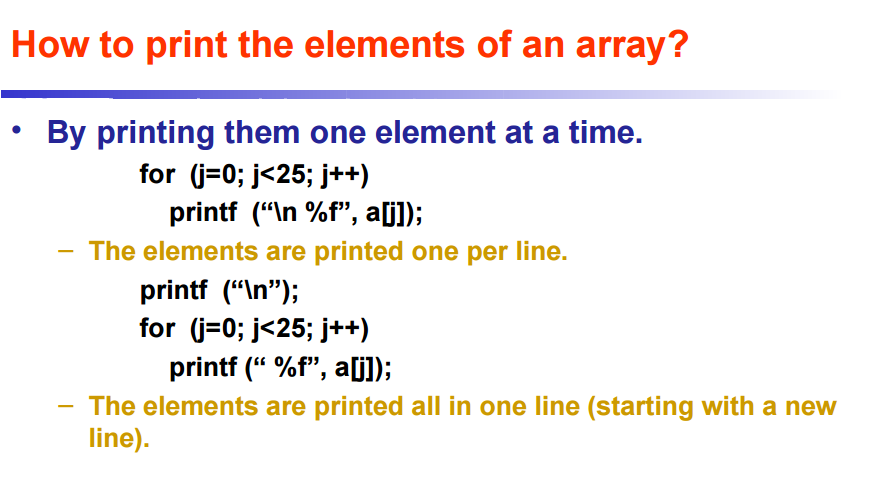 How to print the elements of an array?
• By printing them one element at a time.
for (j=0; j<25; j++)
printf (“\n %f”, a[j]);
– The elements are printed one per line.
printf (“\n”);
for (j=0; j<25; j++)
printf (“ %f”, a[j]);
– The elements are printed all in one line (starting with a new
line).